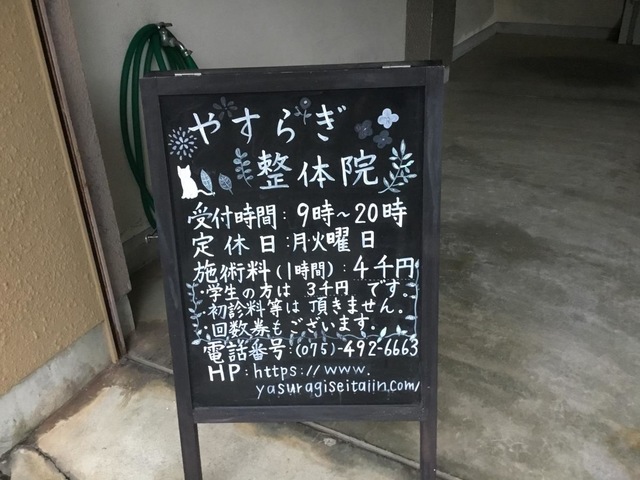 やすらぎ
整体院
受付時間：9時～20時
定休日：月火曜日
施術料（1時間）：4千円
・学生の方は 3千円 です。
・初診料等は頂きません。
・回数券もございます。
電話番号：(075)-492-6663
HP：https://www.
yasuragiseitaiin.com/